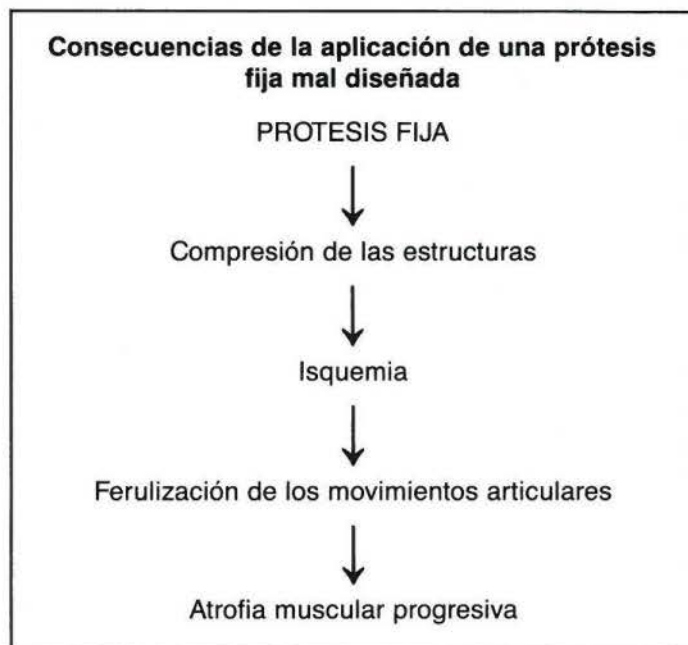 Consecuencias de la aplicación de una prótesis
fija mal diseñada
PROTESIS FIJA
Compresión de las estructuras
Isquemia
Ferulización de los movimientos articulares
Atrofia muscular progresiva